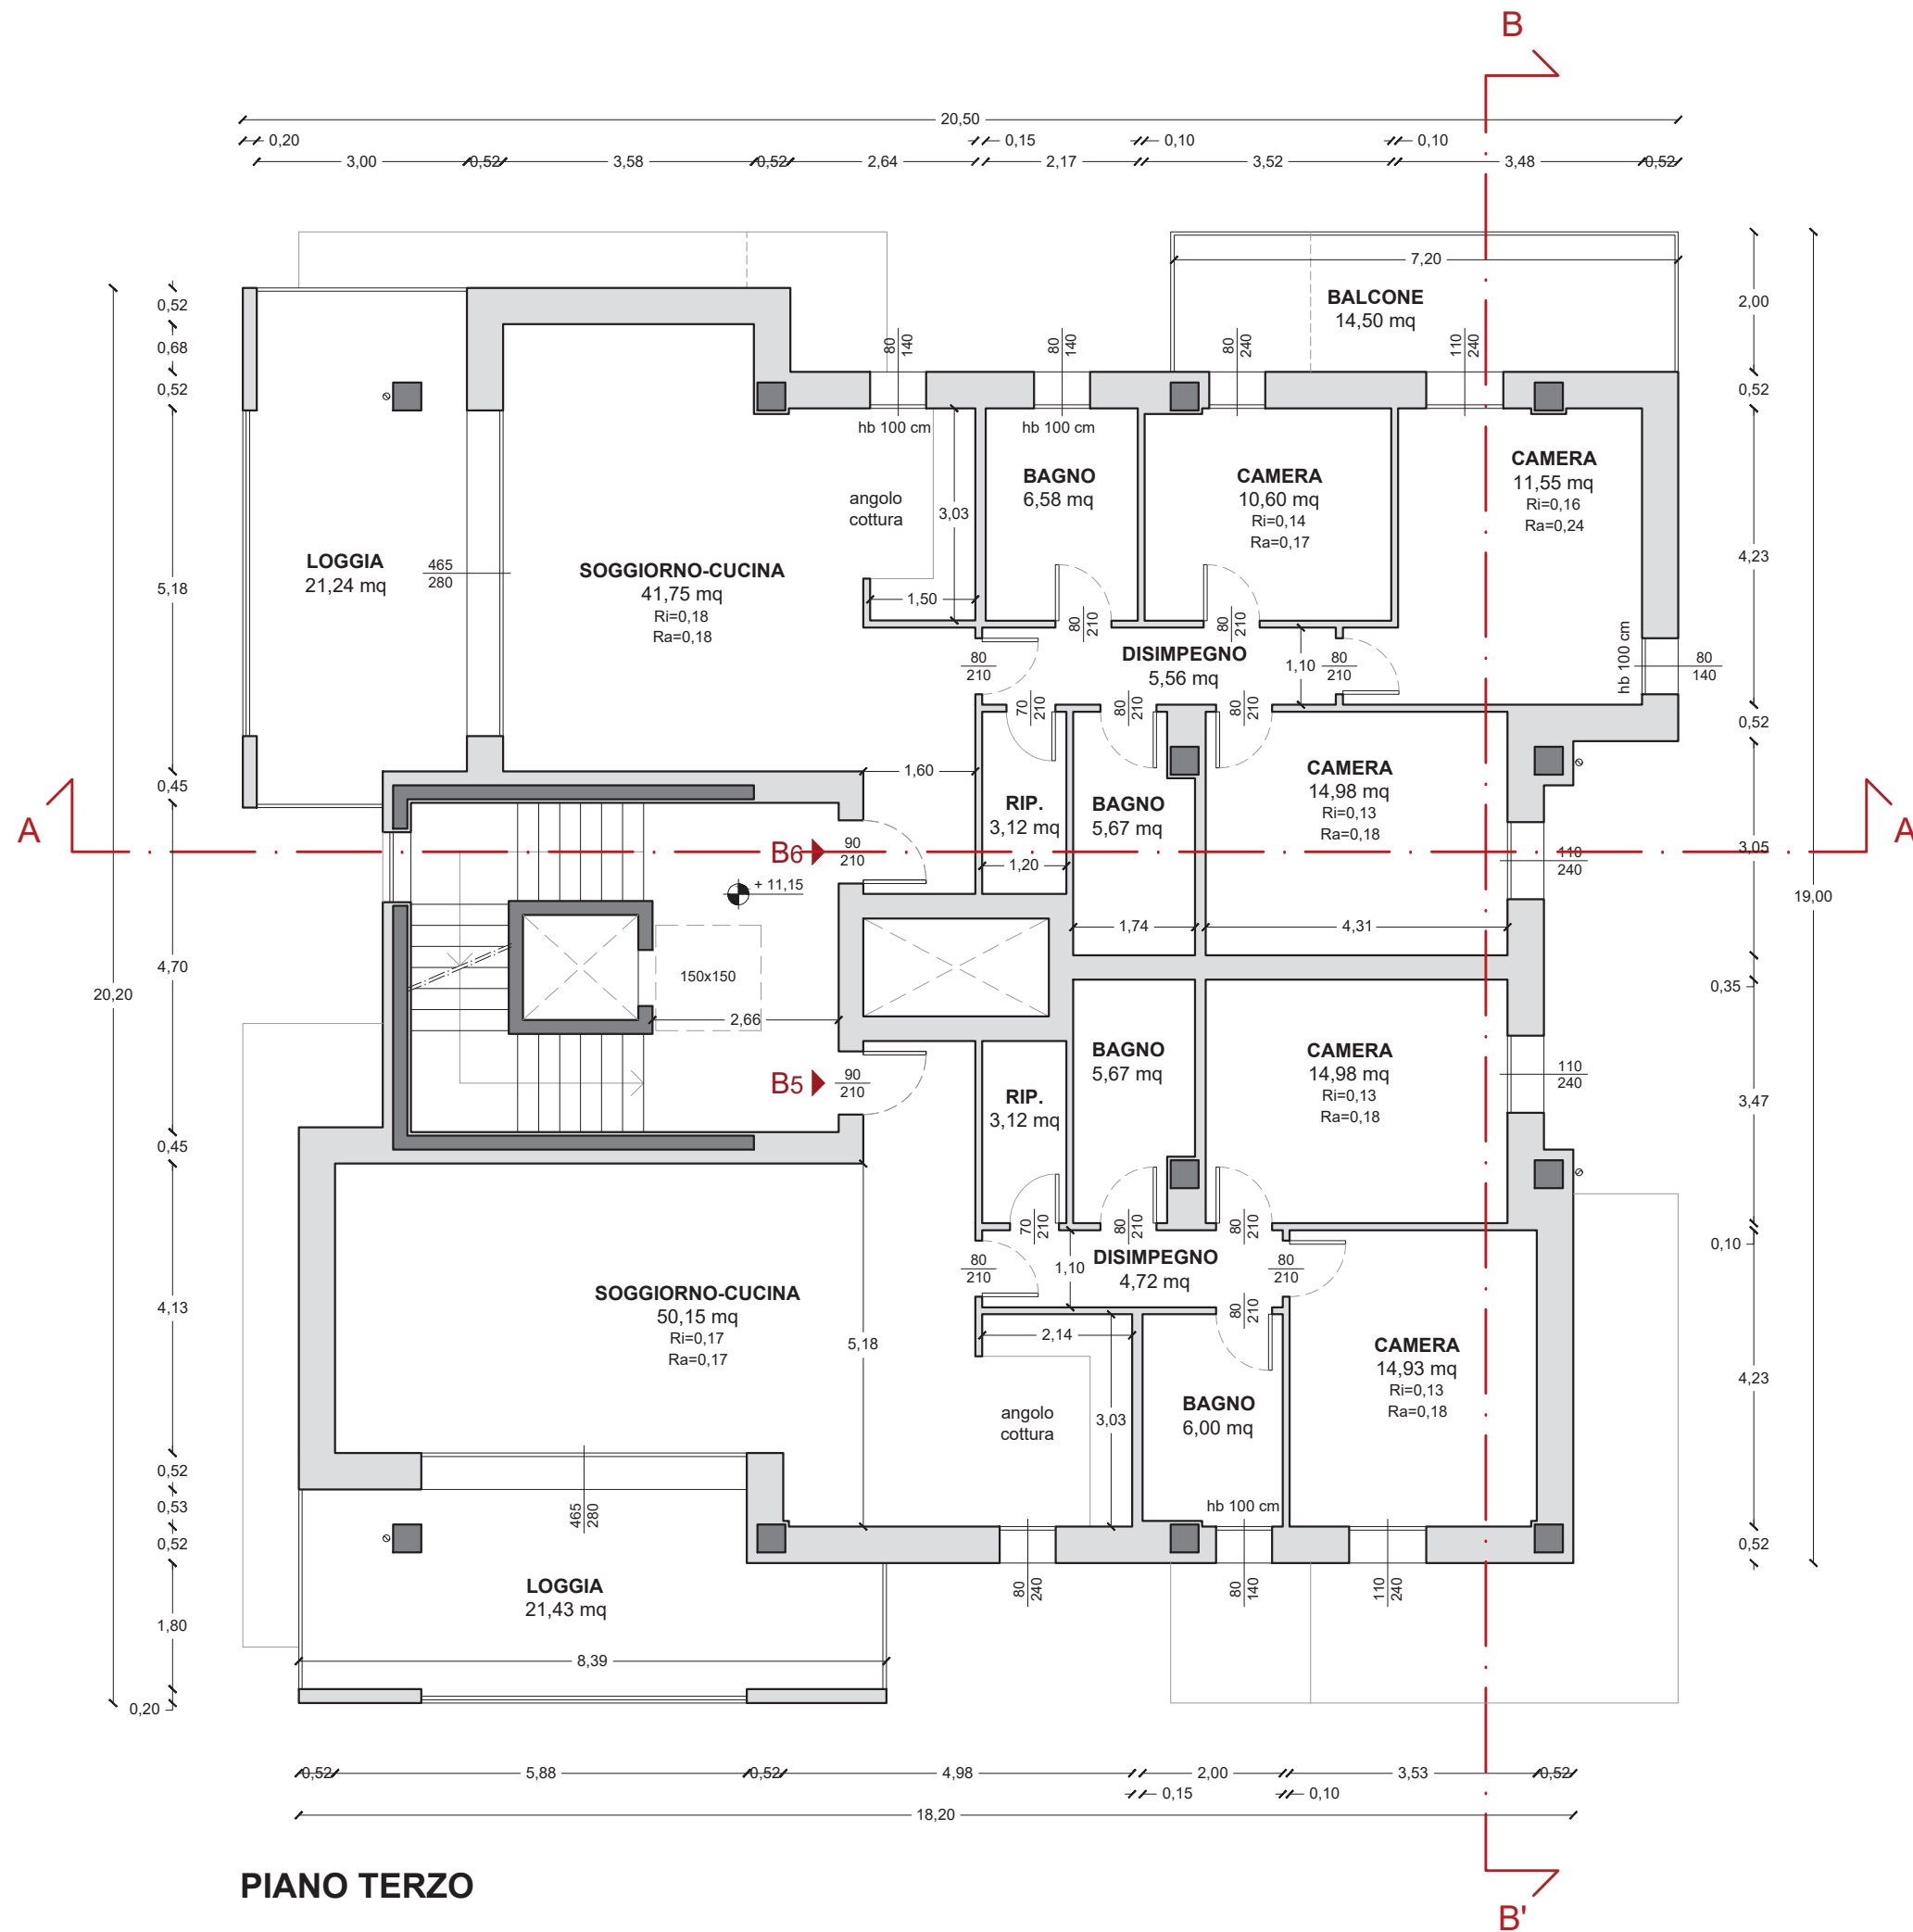 B
20,50
0,20
0,15
0,10
0,10
3,00
0,52
3,58
0,52
2,64
2,17
3,52
3,48
0,52
7,20
BALCONE
14,50 mq
80
140
80
140
80
240
110
240
0,52
0,68
0,52
5,18
0,45
4,70
20,20
0,45
4,13
0,52
0,53
0,52
1,80
0,20
2,00
0,52
4,23
0,52
3,05
19,00
0,35
3,47
0,10
4,23
0,52
hb 100 cm
hb 100 cm
LOGGIA
21,24 mq
465
280
SOGGIORNO-CUCINA
41,75 mq
Ri=0,18
Ra=0,18
angolo
cottura
3,03
1,50
BAGNO
6,58 mq
CAMERA
10,60 mq
Ri=0,14
Ra=0,17
CAMERA
11,55 mq
Ri=0,16
Ra=0,24
hb 100 cm
80
140
80
210
80
210
80
210
DISIMPEGNO
5,56 mq
1,10
80
210
70
210
80
210
80
210
1,60
RIP.
3,12 mq
1,20
BAGNO
5,67 mq
1,74
CAMERA
14,98 mq
Ri=0,13
Ra=0,18
4,31
110
240
A
A
B6
90
210
+ 11,15
150x150
2,66
B5
90
210
RIP.
3,12 mq
BAGNO
5,67 mq
CAMERA
14,98 mq
Ri=0,13
Ra=0,18
110
240
70
210
80
210
80
210
80
210
1,10
DISIMPEGNO
4,72 mq
80
210
80
210
SOGGIORNO-CUCINA
50,15 mq
Ri=0,17
Ra=0,17
5,18
2,14
angolo
cottura
3,03
BAGNO
6,00 mq
hb 100 cm
CAMERA
14,93 mq
Ri=0,13
Ra=0,18
465
280
LOGGIA
21,43 mq
8,39
80
240
80
140
110
240
0,52
5,88
0,52
4,98
2,00
3,53
0,52
0,15
0,10
18,20
PIANO TERZO
B'